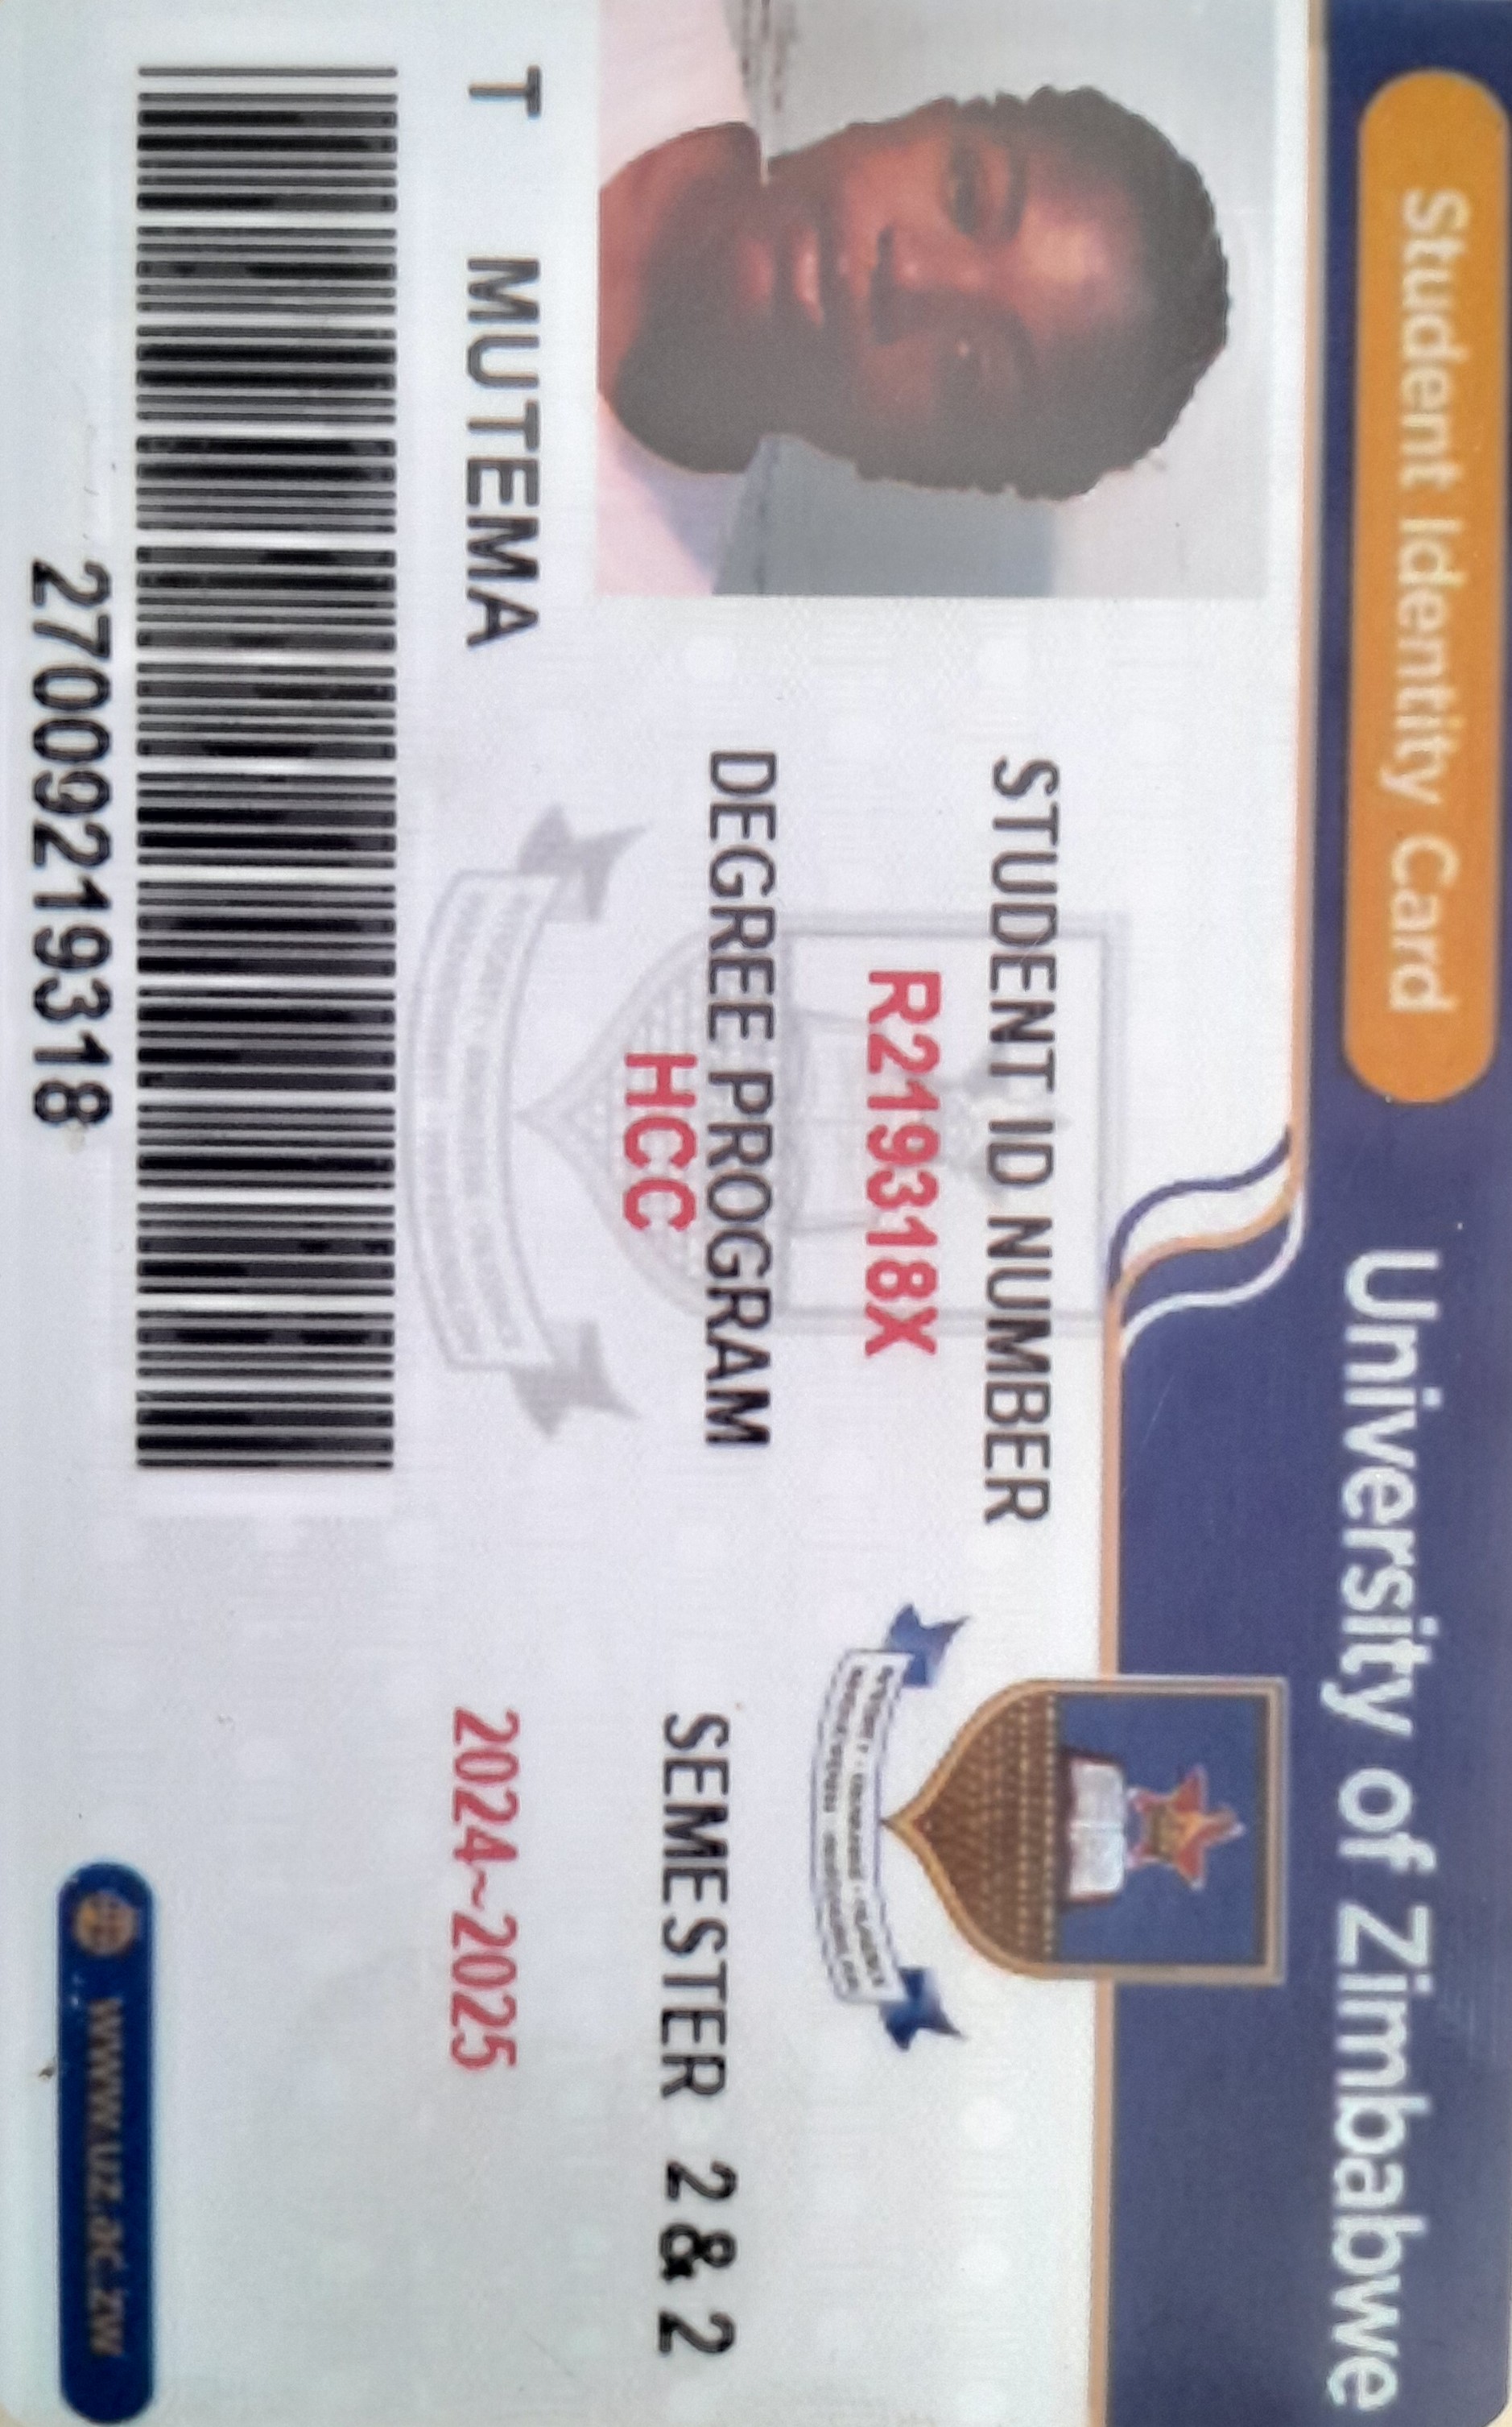 Student Identity Card
University of Zimbabwe
STUDENT ID NUMBER
R219318X
DEGREE PROGRAM
HCC
SEMESTER 2 & 2
2024~2025
T MUTEMA
27009219318
www.uz.ac.zw